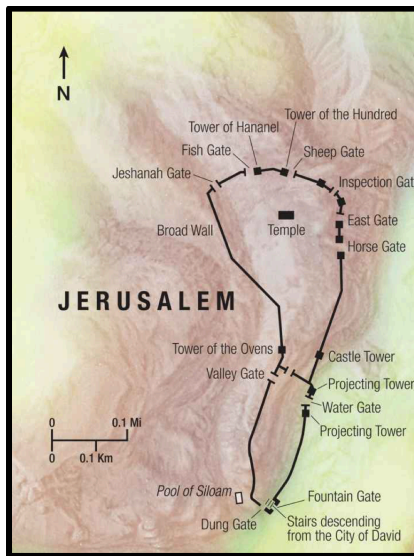 N
Tower of the Hundred
Tower of Hananel
Fish Gate
Sheep Gate
Jeshanah Gate
Inspection Gat
East Gate
Broad Wall
Temple
Horse Gate
JERUSALEM
Tower of the Ovens
Castle Tower
Valley Gate
Projecting Tower
0 0.1 Mi
Water Gate
0 0.1 Km
Projecting Tower
Pool of Siloam
Fountain Gate
Dung Gate
Stairs descending
from the City of David